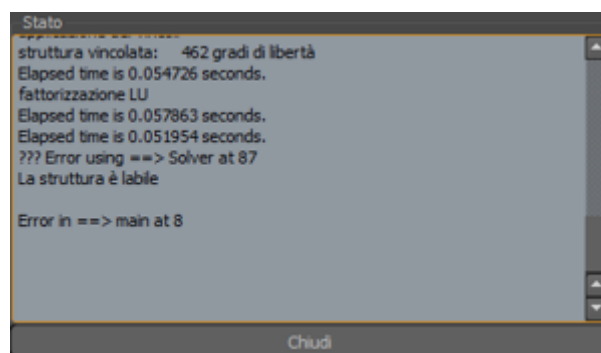 Stato
struttura vincolata: 462 gradi di libertà
Elapsed time is 0.054726 seconds.
fattorizzazione LU
Elapsed time is 0.057863 seconds.
Elapsed time is 0.051954 seconds.
??? Error using ==> Solver at 87
La struttura è labile
Error in ==> main at 8
Chiudi